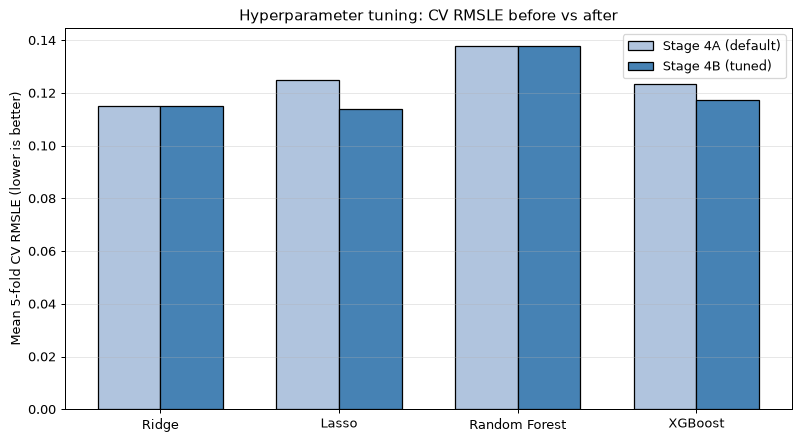 Hyperparameter tuning: CV RMSLE before vs after
Mean 5-fold CV RMSLE (lower is better)
0.14
0.12
0.10
0.08
0.06
0.04
0.02
0.00
Stage 4A (default)
Stage 4B (tuned)
Ridge
Lasso
Random Forest
XGBoost